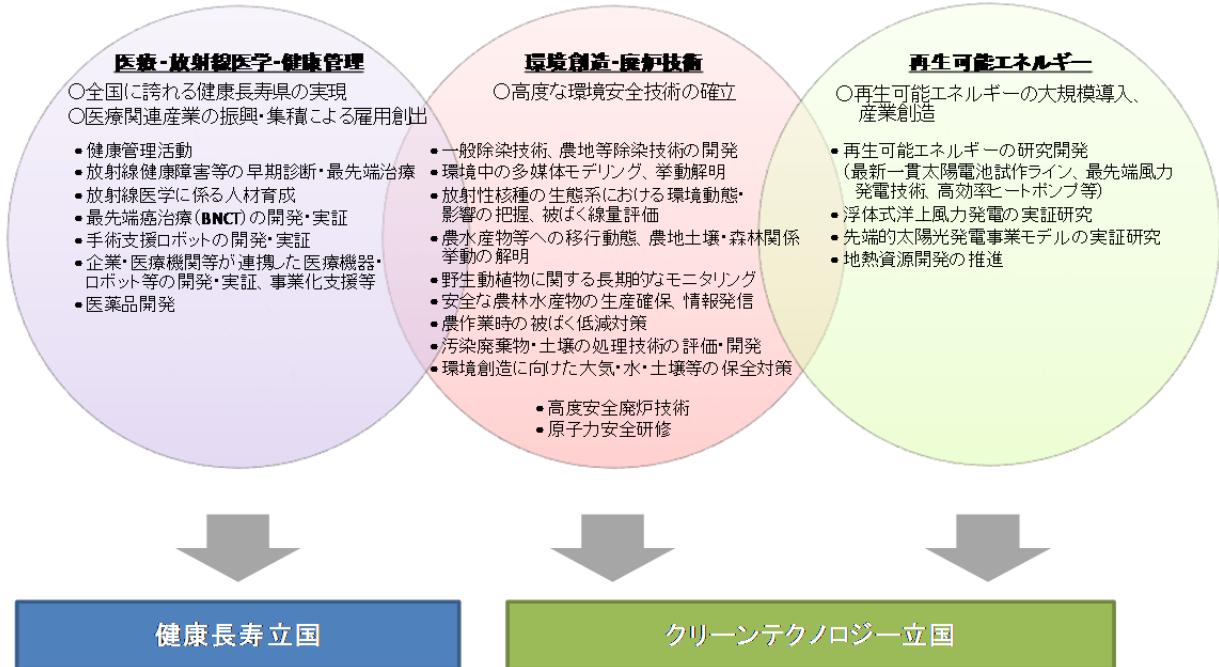 医療・放射線医学・健康管理
○全国に誇れる健康長寿県の実現
○医療関連産業の振興・集積による雇用創出
• 健康管理活動
• 放射線健康障害等の早期診断・最先端治療
• 放射線医学に係る人材育成
• 最先端癌治療(BNCT)の開発・実証
• 手術支援ロボットの開発・実証
• 企業・医療機関等が連携した医療機器・
ロボット等の開発・実証、事業化支援等
• 医薬品開発
環境創造・廃炉技術
○高度な環境安全技術の確立
• 一般除染技術、農地等除染技術の開発
• 環境中の多媒体モデリング、挙動解明
• 放射性核種の生態系における環境動態・
影響の把握、被ばく線量評価
• 農水産物等への移行動態、農地土壌・森林関係
挙動の解明
• 野生動植物に関する長期的なモニタリング
• 安全な農林水産物の生産確保、情報発信
• 農作業時の被ばく低減対策
• 汚染廃棄物・土壌の処理技術の評価・開発
• 環境創造に向けた大気・水・土壌等の保全対策
• 高度安全廃炉技術
• 原子力安全研修
再生可能エネルギー
○再生可能エネルギーの大規模導入、
産業創造
• 再生可能エネルギーの研究開発
(最新一貫太陽電池試作ライン、最先端風力
発電技術、高効率ヒートポンプ等)
• 浮体式洋上風力発電の実証研究
• 先端的太陽光発電事業モデルの実証研究
• 地熱資源開発の推進
健康長寿立国
クリーンテクノロジー立国